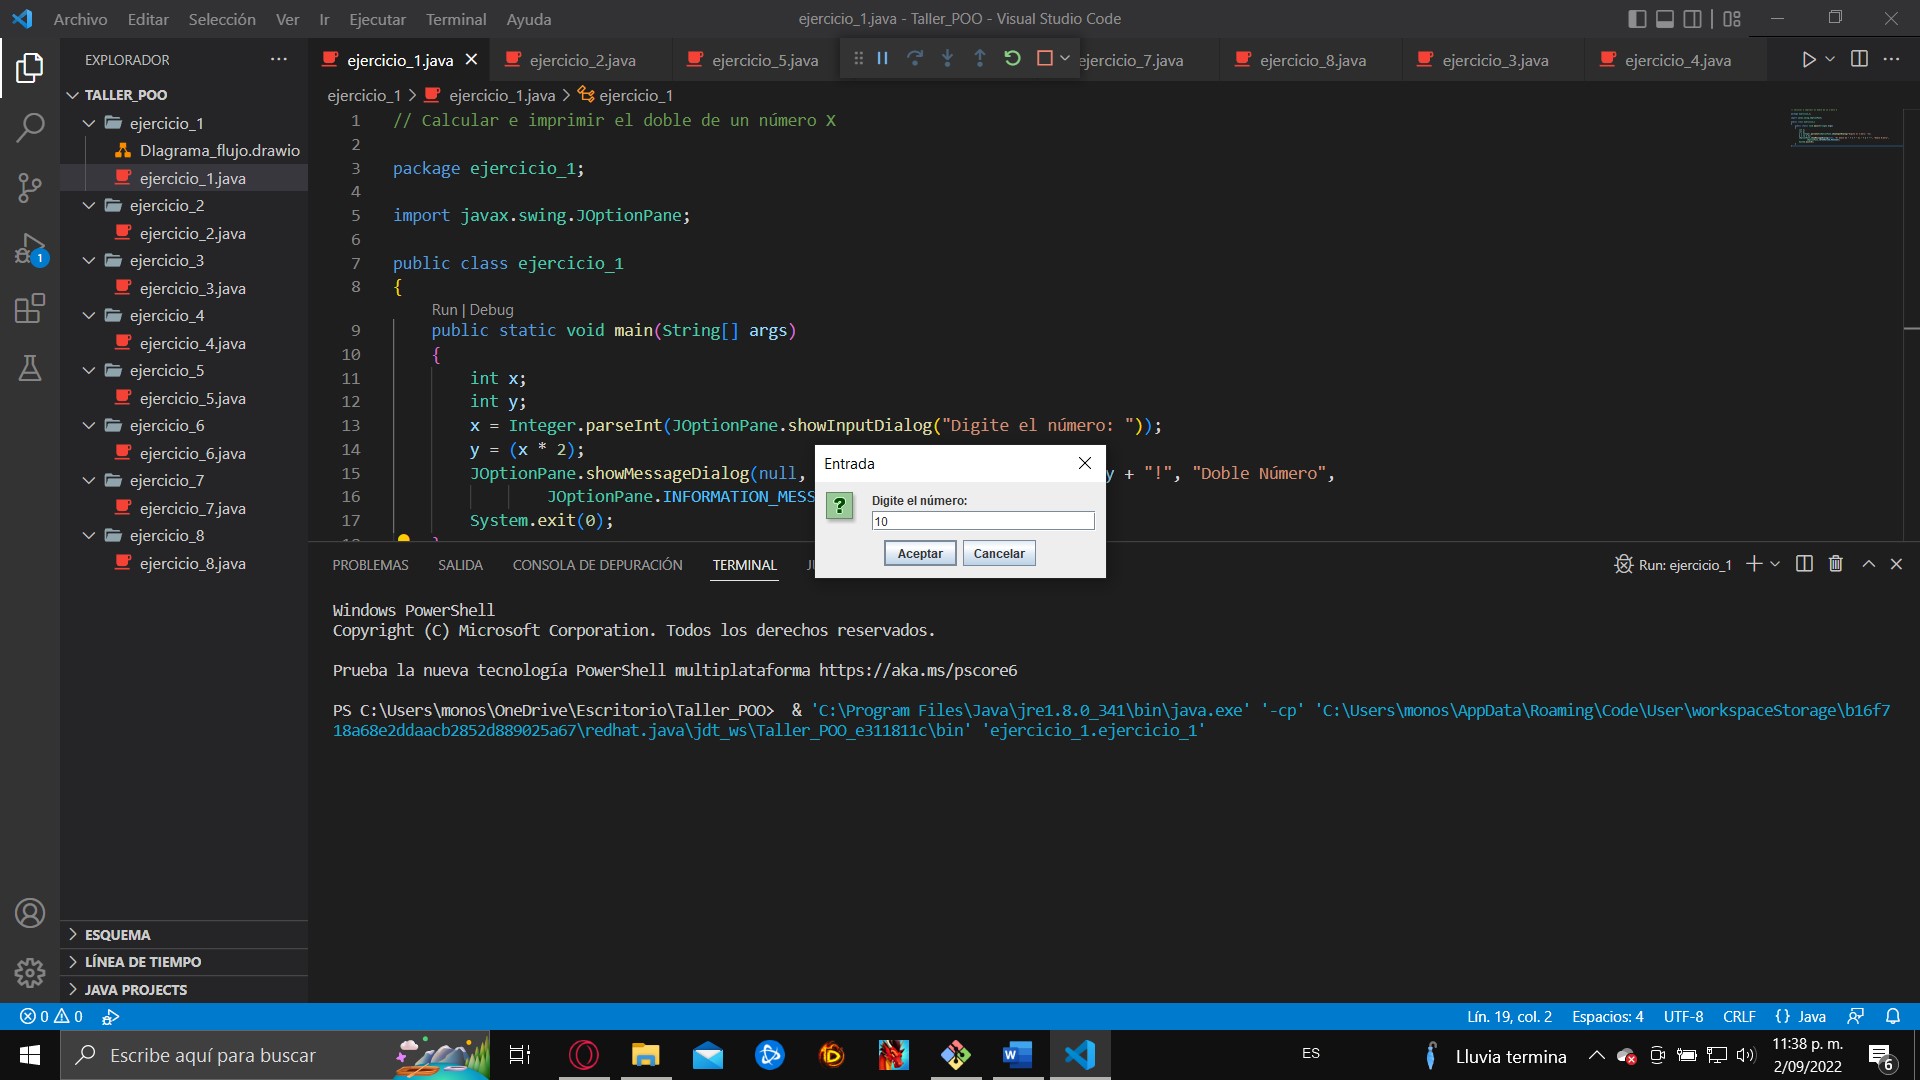 Archivo Editar Selección Ver Ir Ejecutar Terminal Ayuda
ejercicio_1.java - Taller_POO - Visual Studio Code
EXPLORADOR
TALLER_POO
ejercicio_1
DIagrama_flujo.drawio
ejercicio_1.java
ejercicio_2
ejercicio_2.java
ejercicio_3
ejercicio_3.java
ejercicio_4
ejercicio_4.java
ejercicio_5
ejercicio_5.java
ejercicio_6
ejercicio_6.java
ejercicio_7
ejercicio_7.java
ejercicio_8
ejercicio_8.java
ESQUEMA
LÍNEA DE TIEMPO
JAVA PROJECTS
1
ejercicio_1.java ejercicio_2.java ejercicio_5.java ejercicio_7.java ejercicio_8.java ejercicio_3.java ejercicio_4.java
ejercicio_1 > ejercicio_1.java > ejercicio_1
1 // Calcular e imprimir el doble de un número X
2
3 package ejercicio_1;
4
5 import javax.swing.JOptionPane;
6
7 public class ejercicio_1
8 {
Run | Debug
9 public static void main(String[] args)
10 {
11 int x;
12 int y;
13 x = Integer.parseInt(JOptionPane.showInputDialog("Digite el número: "));
14 y = (x * 2);
15 JOptionPane.showMessageDialog(null, y + "!", "Doble Número",
16 JOptionPane.INFORMATION_MESS
17 System.exit(0);
Entrada
Digite el número:
10
Aceptar Cancelar
PROBLEMAS SALIDA CONSOLA DE DEPURACIÓN TERMINAL
Run: ejercicio_1
Windows PowerShell
Copyright (C) Microsoft Corporation. Todos los derechos reservados.
Prueba la nueva tecnología PowerShell multiplataforma https://aka.ms/pscore6
PS C:\Users\monos\OneDrive\Escritorio\Taller_POO> & 'C:\Program Files\Java\jre1.8.0_341\bin\java.exe' '-cp' 'C:\Users\monos\AppData\Roaming\Code\User\workspaceStorage\b16f7
18a68e2ddaacb2852d889025a67\redhat.java\jdt_ws\Taller_POO_e311811c\bin' 'ejercicio_1.ejercicio_1'
0 0
Lín. 19, col. 2 Espacios: 4 UTF-8 CRLF {} Java
Escribe aquí para buscar
ES
Lluvia termina
11:38 p. m.
2/09/2022
6